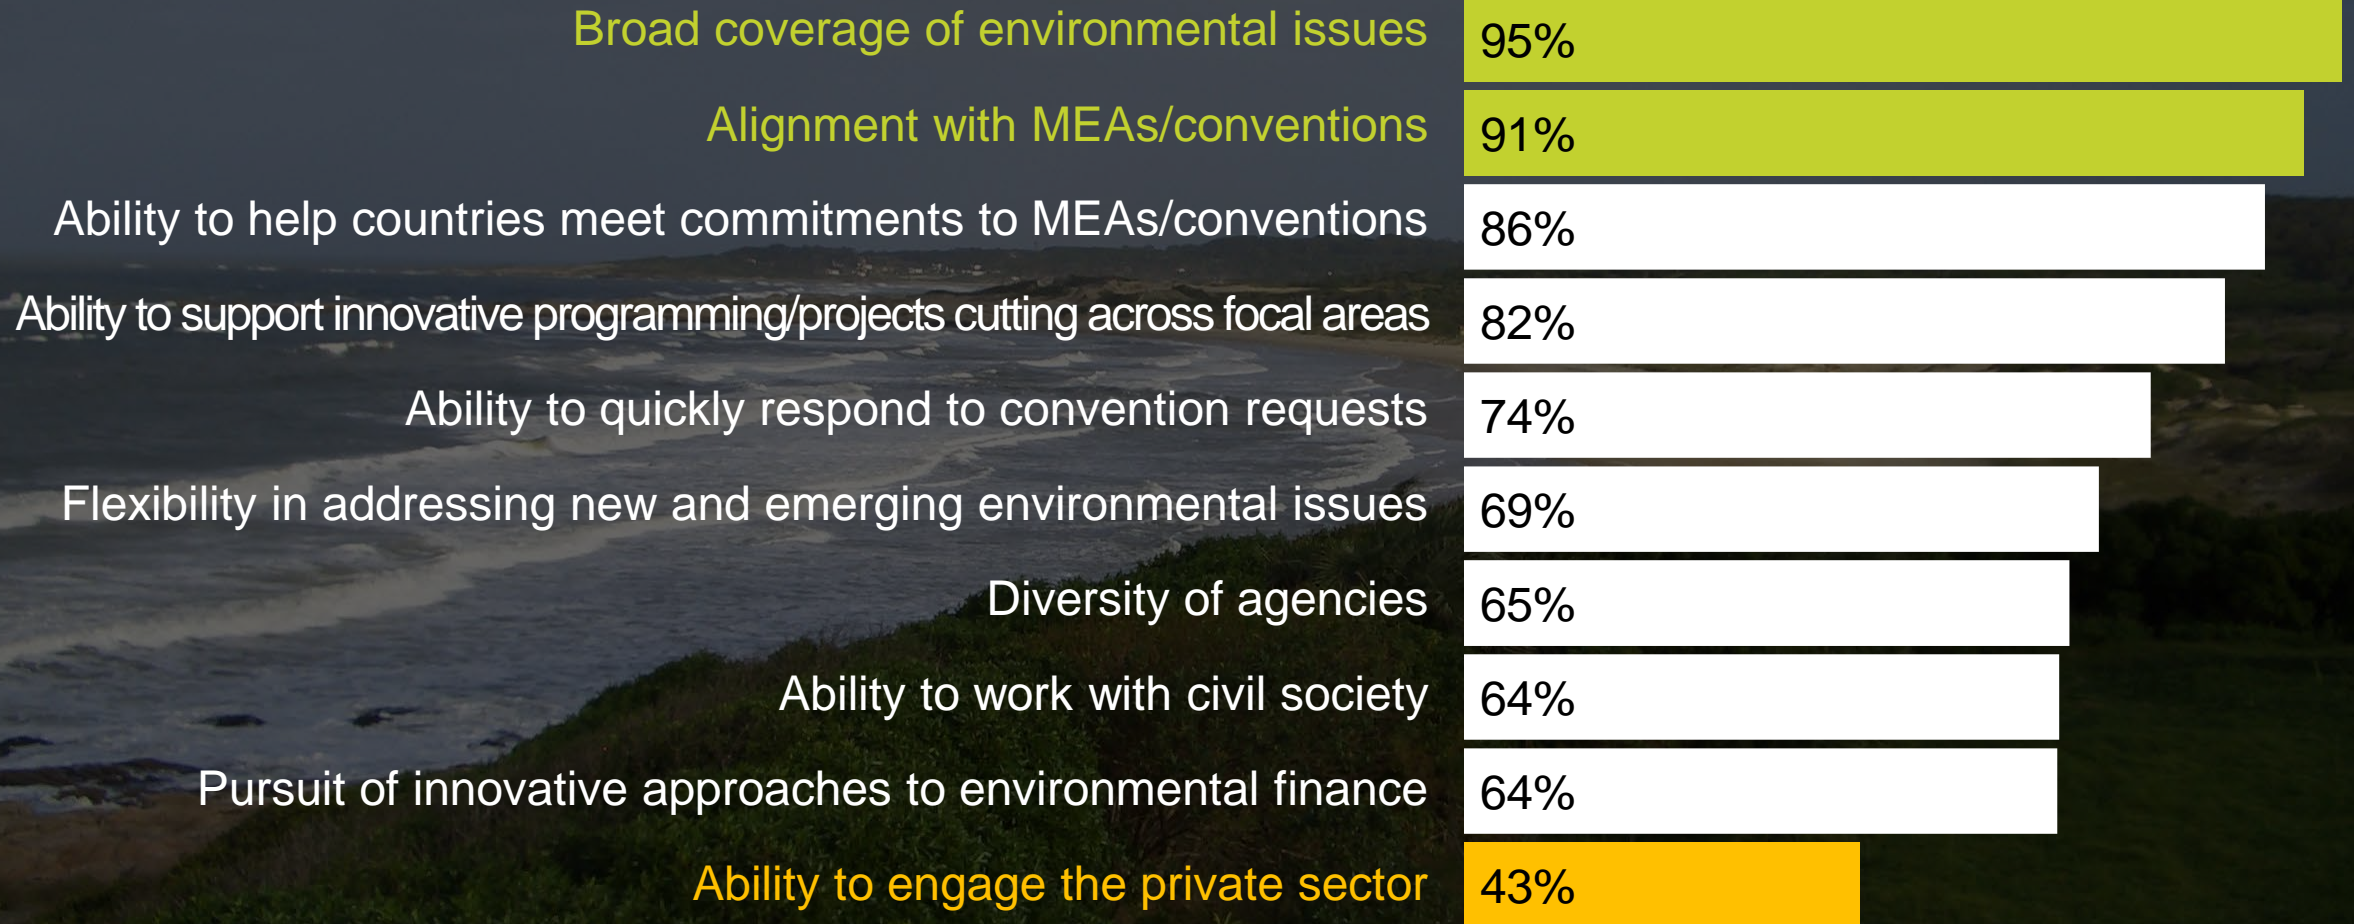 Broad coverage of environmental issues 95%
Alignment with MEAs/conventions 91%
Ability to help countries meet commitments to MEAs/conventions 86%
Ability to support innovative programming/projects cutting across focal areas 82%
Ability to quickly respond to convention requests 74%
Flexibility in addressing new and emerging environmental issues 69%
Diversity of agencies 65%
Ability to work with civil society 64%
Pursuit of innovative approaches to environmental finance 64%
Ability to engage the private sector 43%